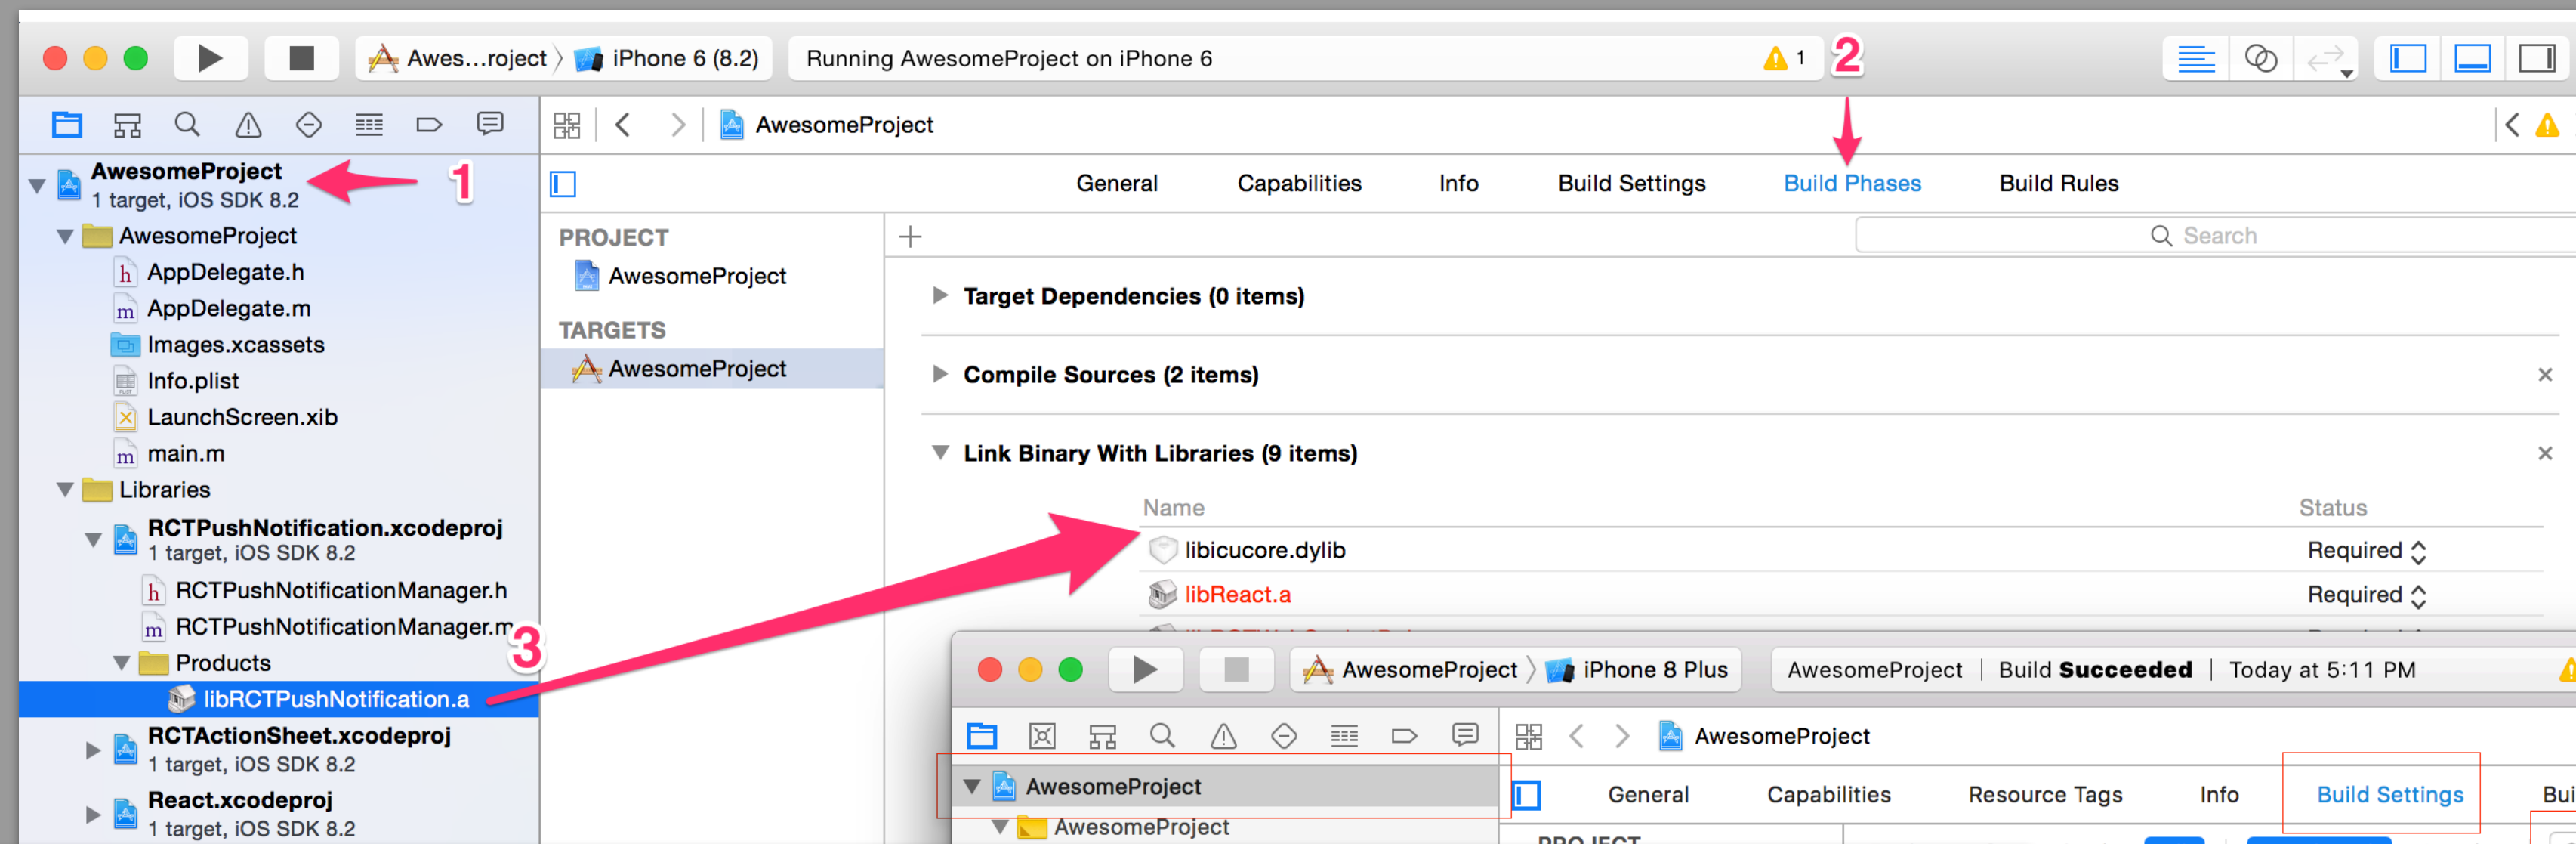 Awes...roject 〉 iPhone 6 (8.2)
Running AwesomeProject on iPhone 6
1
2
AwesomeProject
AwesomeProject
1 target, iOS SDK 8.2
1
General Capabilities Info Build Settings Build Phases Build Rules
AwesomeProject
h AppDelegate.h
m AppDelegate.m
Images.xcassets
Info.plist
LaunchScreen.xib
m main.m
Libraries
RCTPushNotification.xcodeproj
1 target, iOS SDK 8.2
h RCTPushNotificationManager.h
m RCTPushNotificationManager.m
3
Products
libRCTPushNotification.a
RCTActionSheet.xcodeproj
1 target, iOS SDK 8.2
React.xcodeproj
1 target, iOS SDK 8.2
PROJECT
AwesomeProject
TARGETS
AwesomeProject
Search
Target Dependencies (0 items)
Compile Sources (2 items)
Link Binary With Libraries (9 items)
Name Status
libicucore.dylib Required
libReact.a Required
AwesomeProject 〉 iPhone 8 Plus
AwesomeProject | Build Succeeded | Today at 5:11 PM
AwesomeProject
AwesomeProject
AwesomeProject
General Capabilities Resource Tags Info Build Settings
PROJECT